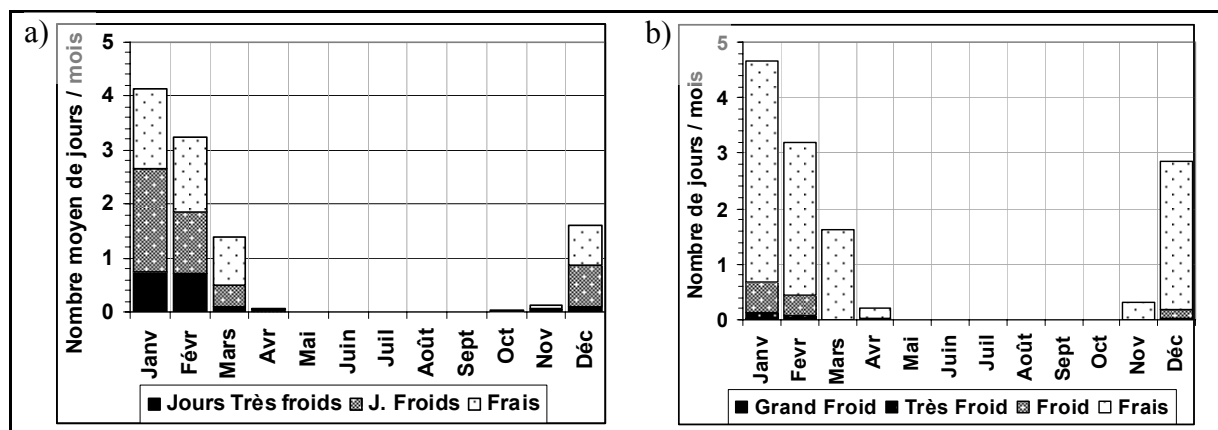 a)
Nombre moyen de jours / mois
5
4
3
2
1
0
Janv
Févr
Mars
Avr
Mai
Juin
Juil
Août
Sept
Oct
Nov
Déc
Jours Très froids J. Froids Frais
b)
Nombre de jours / mois
5
4
3
2
1
0
Janv
Fevr
Mars
Avr
Mai
Juin
Juil
Août
Sept
Oct
Nov
Déc
Grand Froid Très Froid Froid Frais